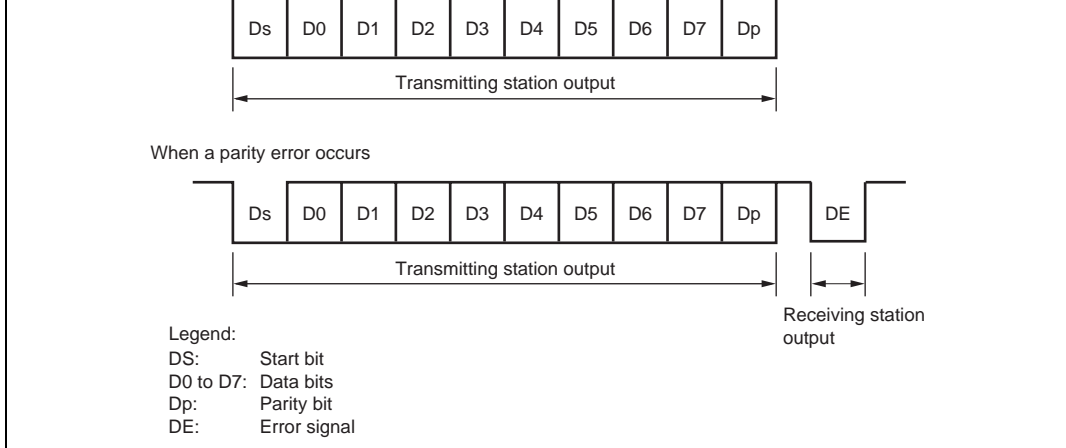 Ds D0 D1 D2 D3 D4 D5 D6 D7 Dp
Transmitting station output
When a parity error occurs
Ds D0 D1 D2 D3 D4 D5 D6 D7 Dp DE
Transmitting station output
Receiving station
output
Legend:
DS: Start bit
D0 to D7: Data bits
Dp: Parity bit
DE: Error signal